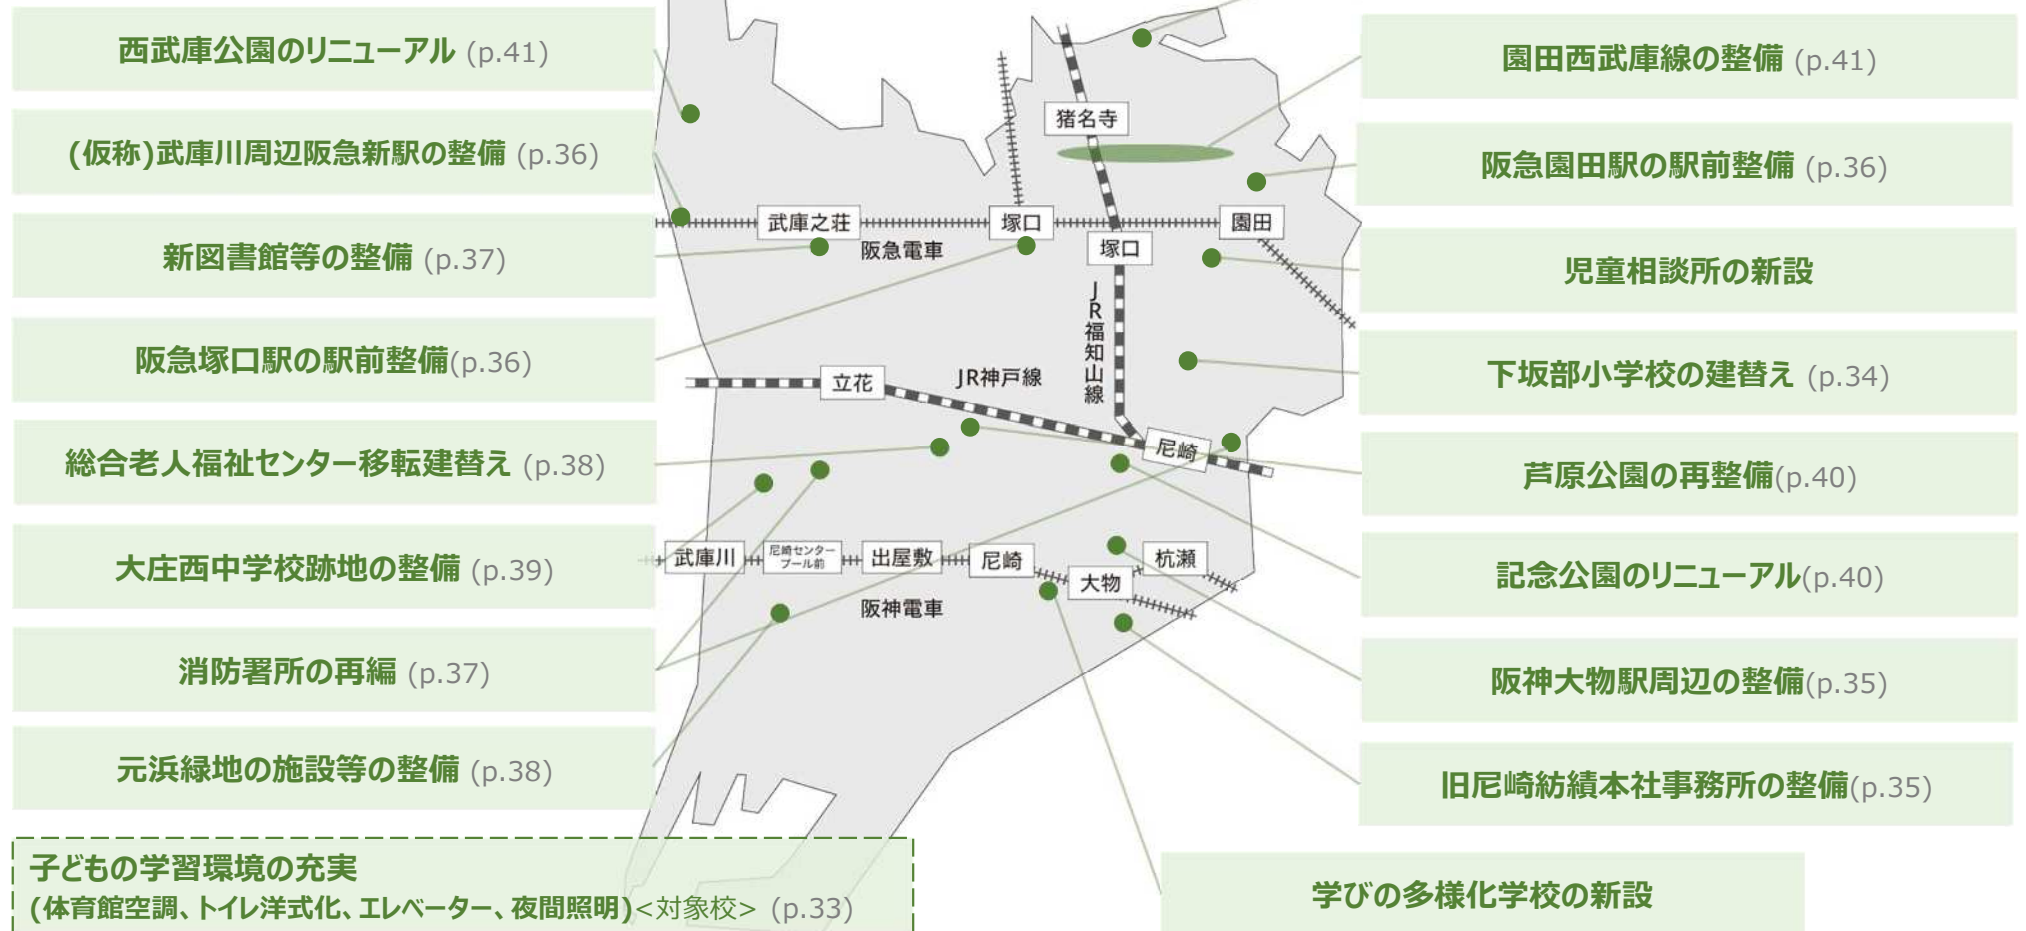 西武庫公園のリニューアル (p.41)
(仮称)武庫川周辺阪急新駅の整備 (p.36)
新図書館等の整備 (p.37)
阪急塚口駅の駅前整備(p.36)
総合老人福祉センター移転建替え (p.38)
大庄西中学校跡地の整備 (p.39)
消防署所の再編 (p.37)
元浜緑地の施設等の整備 (p.38)
子どもの学習環境の充実
(体育館空調、トイレ洋式化、エレベーター、夜間照明)<対象校> (p.33)
猪名寺
武庫之荘
塚口
園田
阪急電車
塚口
JR福知山線
立花
JR神戸線
尼崎
武庫川
尼崎センター
プール前
出屋敷
尼崎
大物
杭瀬
阪神電車
園田西武庫線の整備 (p.41)
阪急園田駅の駅前整備 (p.36)
児童相談所の新設
下坂部小学校の建替え (p.34)
芦原公園の再整備(p.40)
記念公園のリニューアル(p.40)
阪神大物駅周辺の整備(p.35)
旧尼崎紡績本社事務所の整備(p.35)
学びの多様化学校の新設